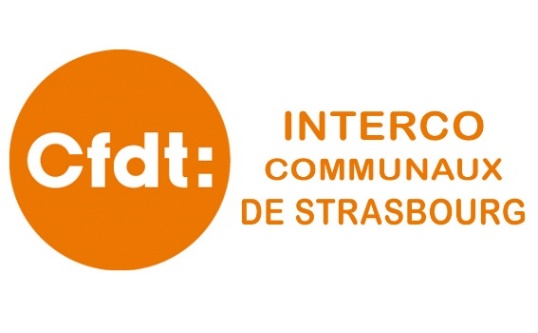 Cfdt:
INTERCO
COMMUNAUX
DE STRASBOURG